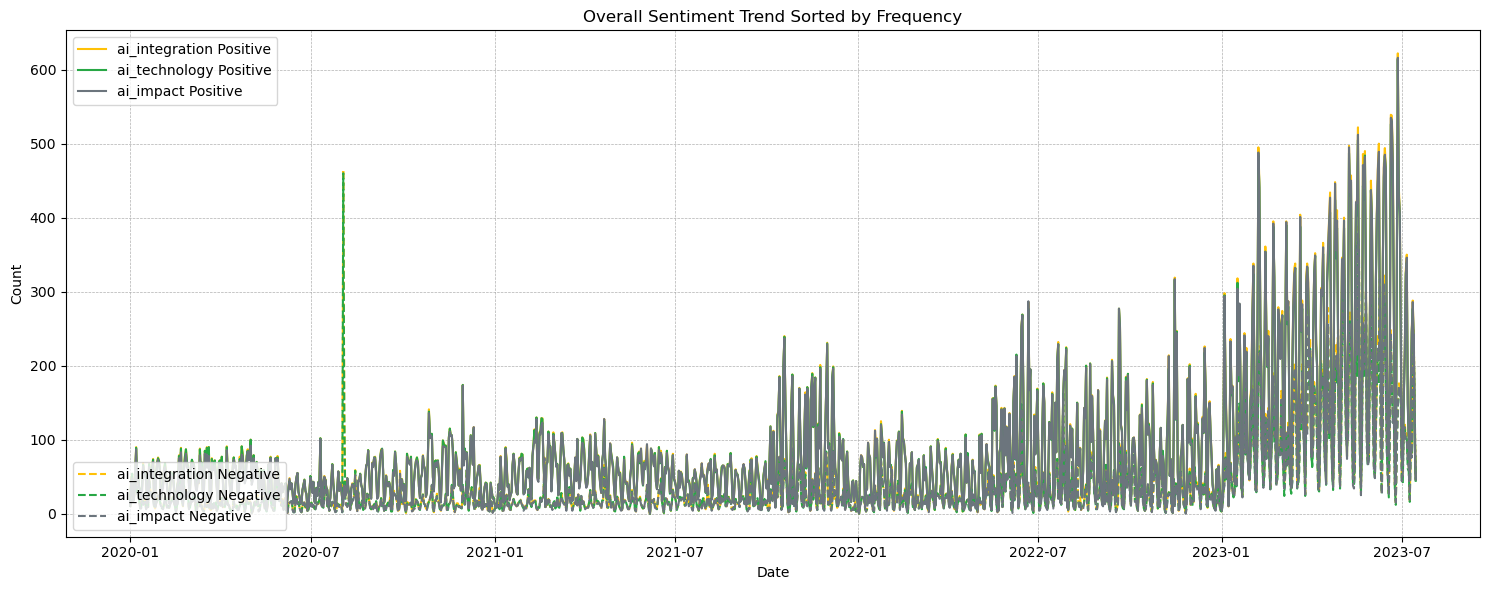 Overall Sentiment Trend Sorted by Frequency
ai_integration Positive
ai_technology Positive
ai_impact Positive
600
500
400
300
200
100
0
Count
ai_integration Negative
ai_technology Negative
ai_impact Negative
2020-01
2020-07
2021-01
2021-07
2022-01
2022-07
2023-01
2023-07
Date